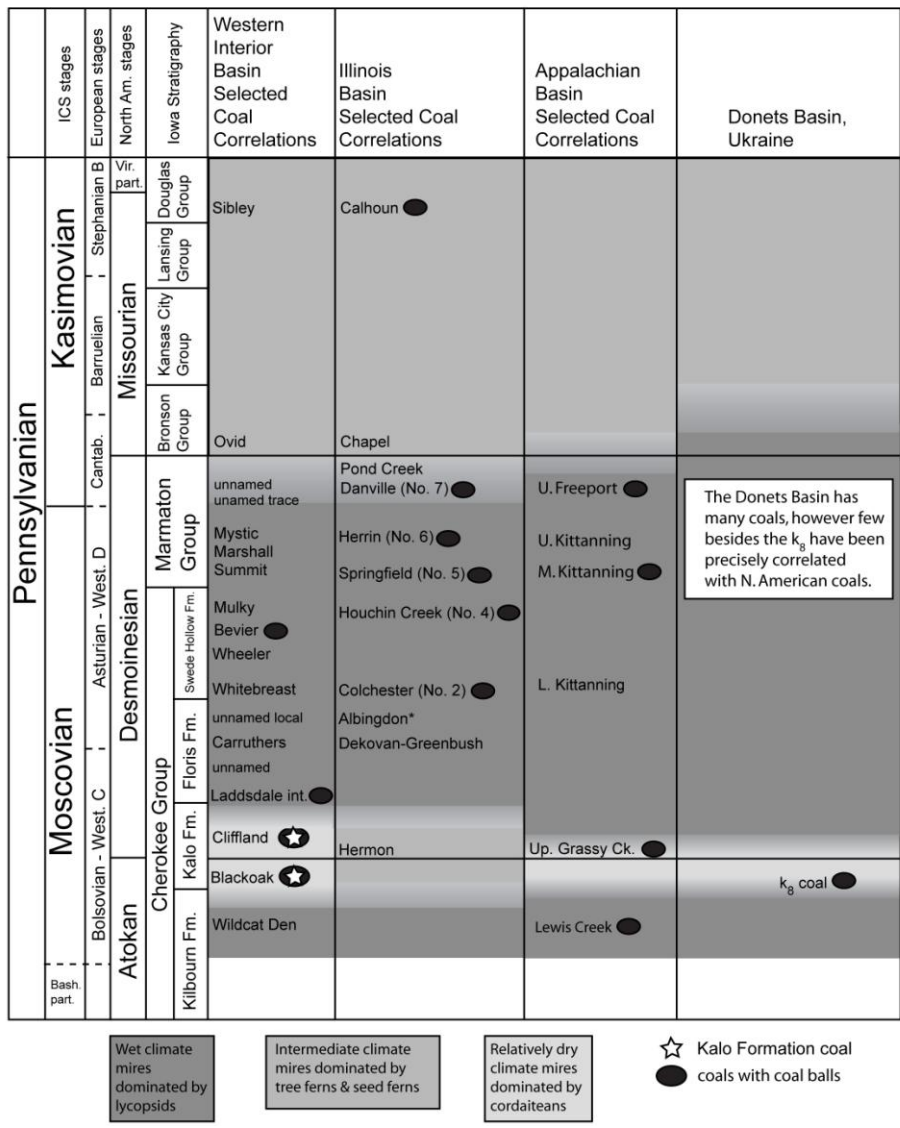 ICS stages
European stages
North Am. stages
Iowa Stratigraphy
Western
Interior
Basin
Selected
Coal
Correlations
Illinois
Basin
Selected Coal
Correlations
Appalachian
Basin
Selected Coal
Correlations
Donets Basin,
Ukraine
Pennsylvanian
Kasimovian
Moscovian
Bash.
part.
Stephanian B
Barruelian
Cantab.
Asturian - West. D
Bolsovian - West. C
Vir.
part.
Missourian
Desmoinesian
Atokan
Douglas
Group
Lansing
Group
Kansas City
Group
Bronson
Group
Marmaton
Group
Cherokee Group
Swede Hollow Fm.
Floris Fm.
Kalo Fm.
Kilbourn Fm.
Sibley
Ovid
unnamed
unamed trace
Mystic
Marshall
Summit
Mulky
Bevier
Wheeler
Whitebreast
unnamed local
Carruthers
unnamed
Laddsdale int.
Cliffland
Blackoak
Wildcat Den
Calhoun
Chapel
Pond Creek
Danville (No. 7)
Herrin (No. 6)
Springfield (No. 5)
Houchin Creek (No. 4)
Colchester (No. 2)
Albingdon*
Dekovan-Greenbush
Hermon
U. Freeport
U. Kittanning
M. Kittanning
L. Kittanning
Up. Grassy Ck.
Lewis Creek
The Donets Basin has
many coals, however few
besides the k8 have been
precisely correlated
with N. American coals.
k8 coal
Wet climate
mires
dominated by
lycopsids
Intermediate climate
mires dominated by
tree ferns & seed ferns
Relatively dry
climate mires
dominated by
cordaiteans
Kalo Formation coal
coals with coal balls